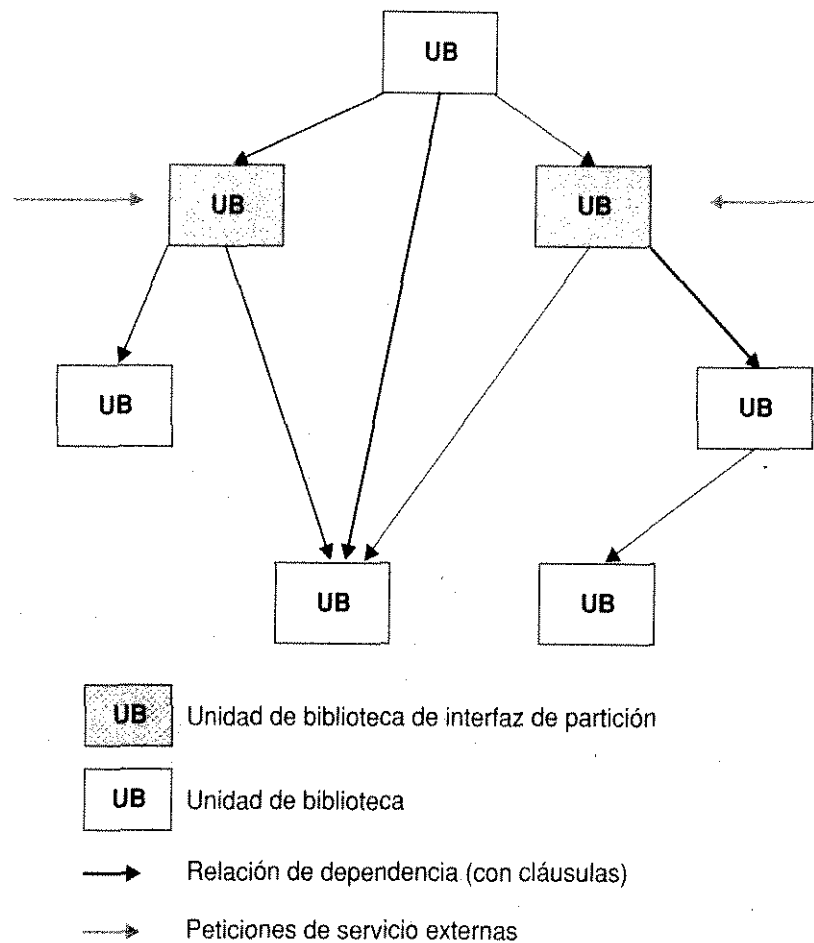 UB
UB
UB
UB
UB
UB
UB
UB Unidad de biblioteca de interfaz de partición
UB Unidad de biblioteca
Relación de dependencia (con cláusulas)
Peticiones de servicio externas